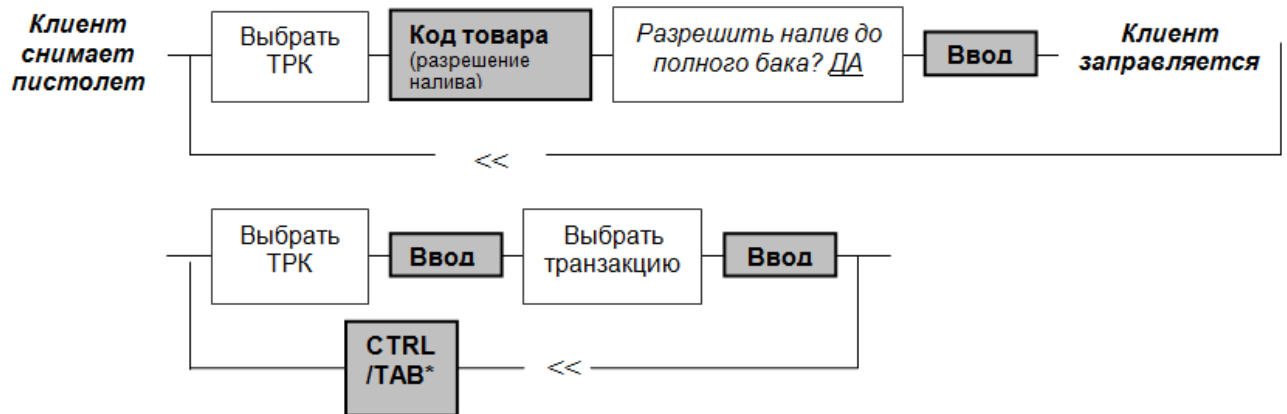 Клиент
снимает
пистолет
Выбрать
ТРК
Код товара
(разрешение
налива)
Разрешить налив до
полного бака? ДА
Ввод
Клиент
заправляется
<<
Выбрать
ТРК
Ввод
Выбрать
транзакцию
Ввод
CTRL
/TAB*
<<